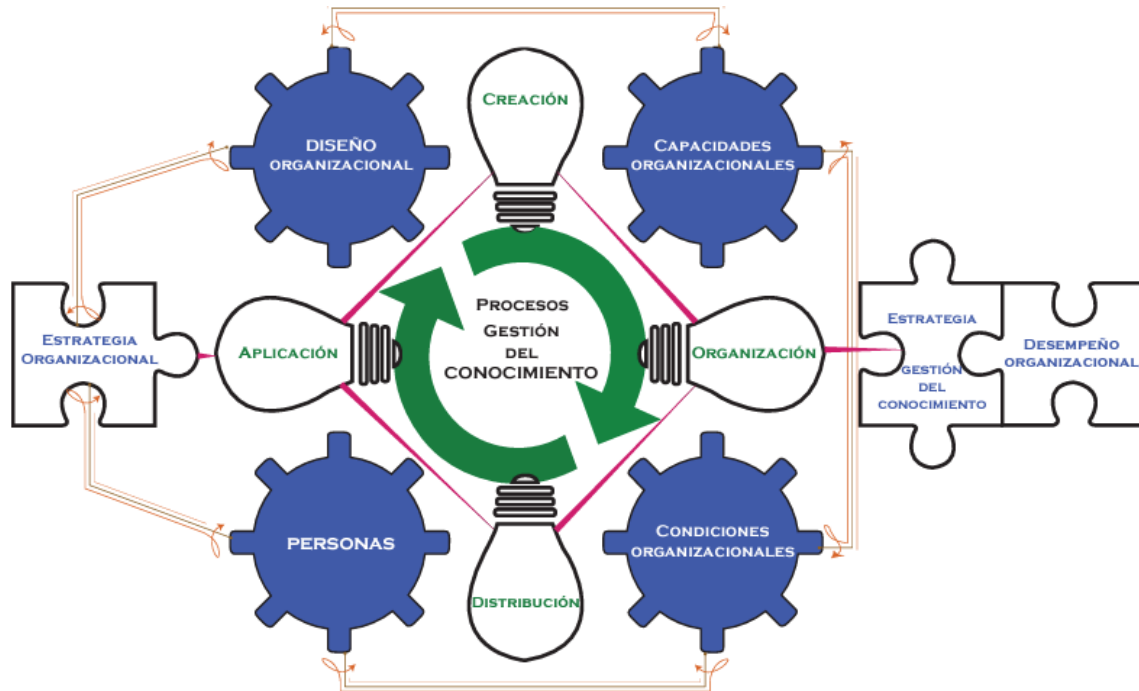 CREACIÓN
DISEÑO
ORGANIZACIONAL
CAPACIDADES
ORGANIZACIONALES
ESTRATEGIA
ORGANIZACIONAL
APLICACIÓN
PROCESOS
GESTIÓN
DEL
CONOCIMIENTO
ORGANIZACIÓN
ESTRATEGIA
GESTIÓN
DEL
CONOCIMIENTO
DESEMPEÑO
ORGANIZACIONAL
PERSONAS
CONDICIONES
ORGANIZACIONALES
DISTRIBUCIÓN